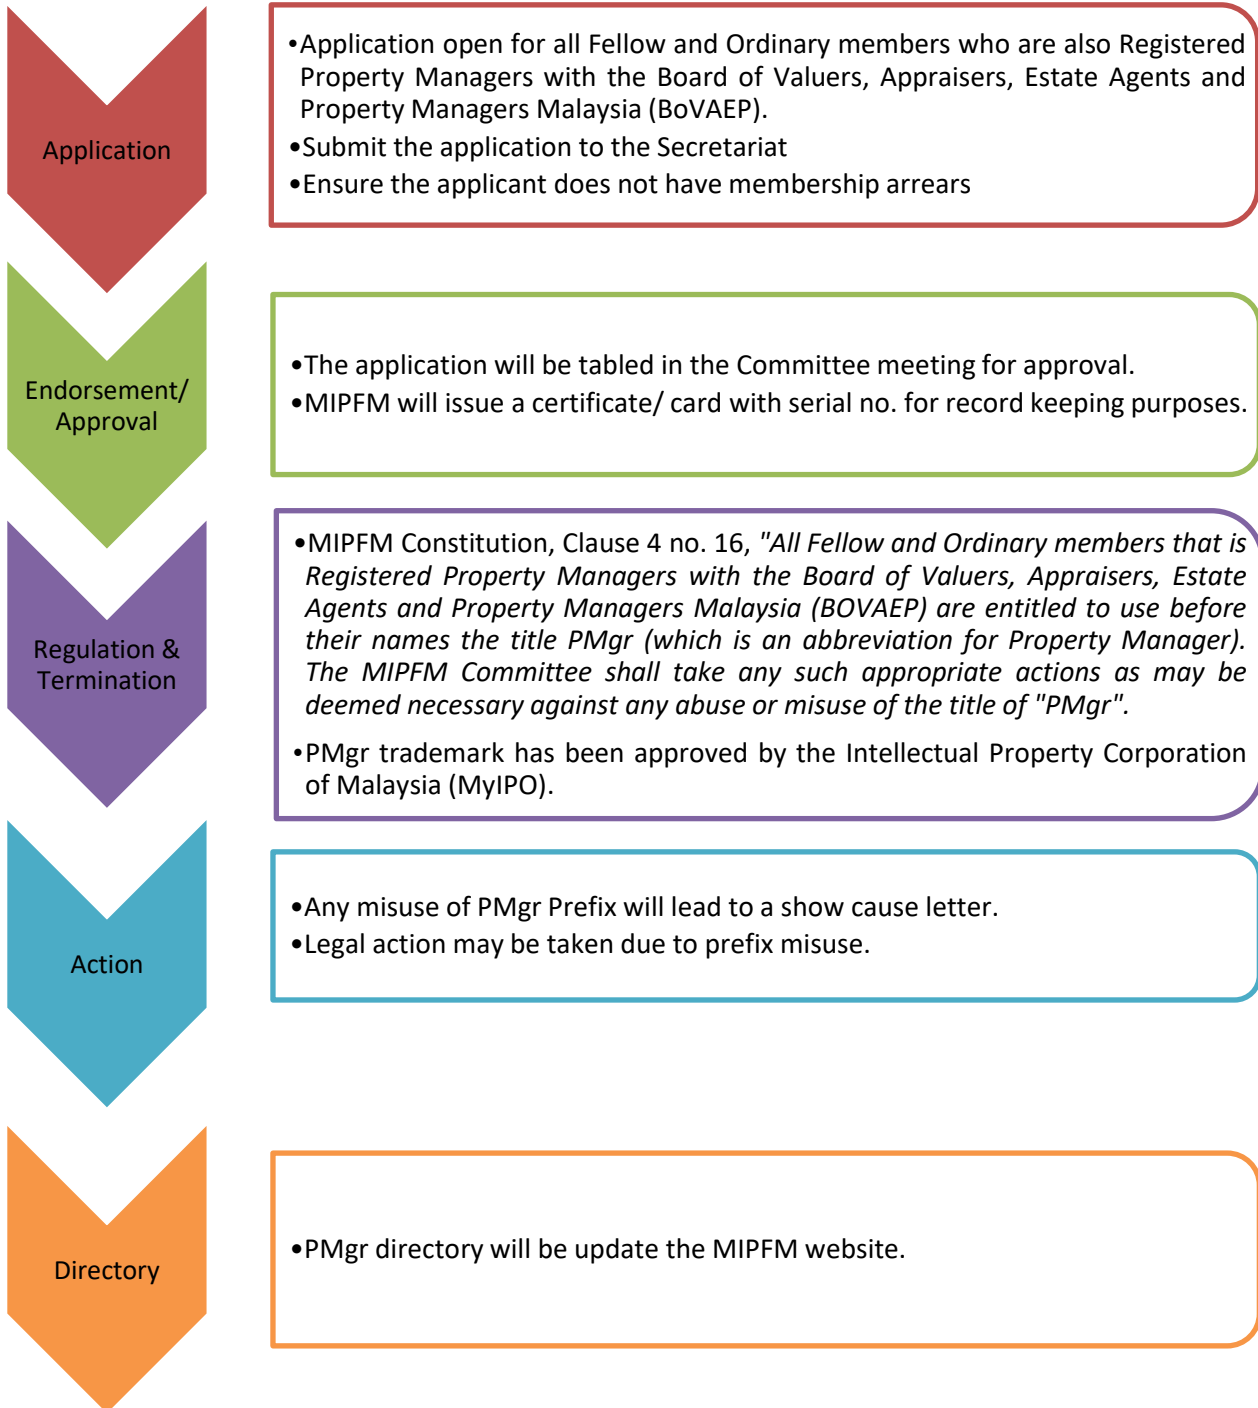 Application
•Application open for all Fellow and Ordinary members who are also Registered
Property Managers with the Board of Valuers, Appraisers, Estate Agents and
Property Managers Malaysia (BoVAEP).
•Submit the application to the Secretariat
•Ensure the applicant does not have membership arrears
Endorsement/
Approval
•The application will be tabled in the Committee meeting for approval.
•MIPFM will issue a certificate/ card with serial no. for record keeping purposes.
Regulation &
Termination
•MIPFM Constitution, Clause 4 no. 16, "All Fellow and Ordinary members that is
Registered Property Managers with the Board of Valuers, Appraisers, Estate
Agents and Property Managers Malaysia (BOVAEP) are entitled to use before
their names the title PMgr (which is an abbreviation for Property Manager).
The MIPFM Committee shall take any such appropriate actions as may be
deemed necessary against any abuse or misuse of the title of "PMgr".
•PMgr trademark has been approved by the Intellectual Property Corporation
of Malaysia (MyIPO).
Action
•Any misuse of PMgr Prefix will lead to a show cause letter.
•Legal action may be taken due to prefix misuse.
Directory
•PMgr directory will be update the MIPFM website.